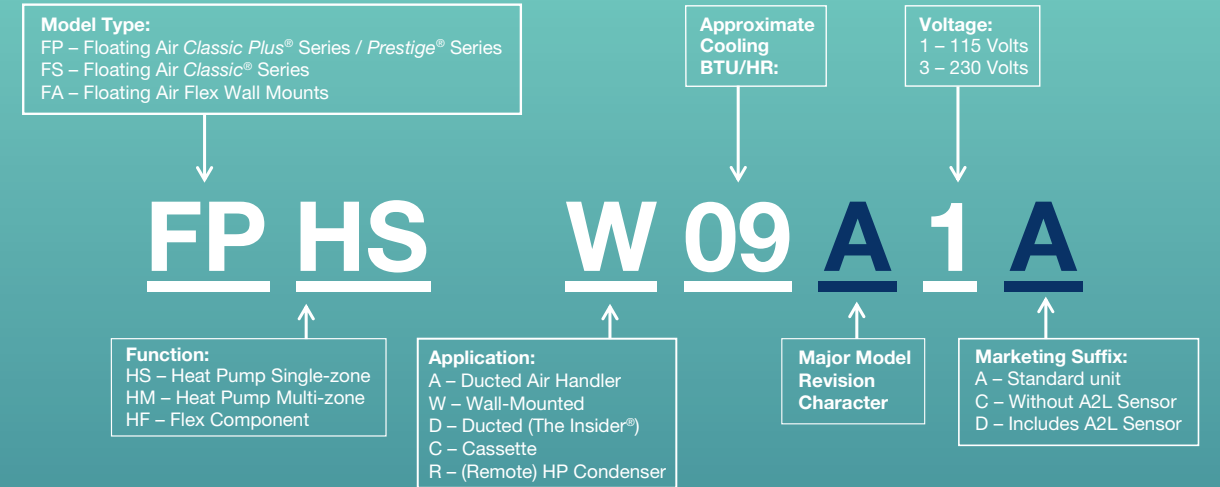 Model Type:
FP – Floating Air Classic Plus® Series / Prestige® Series
FS – Floating Air Classic® Series
FA – Floating Air Flex Wall Mounts
Approximate
Cooling
BTU/HR:
Voltage:
1 – 115 Volts
3 – 230 Volts
FP HS W 09 A 1 A
Function:
HS – Heat Pump Single-zone
HM – Heat Pump Multi-zone
HF – Flex Component
Application:
A – Ducted Air Handler
W – Wall-Mounted
D – Ducted (The Insider®)
C – Cassette
R – (Remote) HP Condenser
Major Model
Revision
Character
Marketing Suffix:
A – Standard unit
C – Without A2L Sensor
D – Includes A2L Sensor